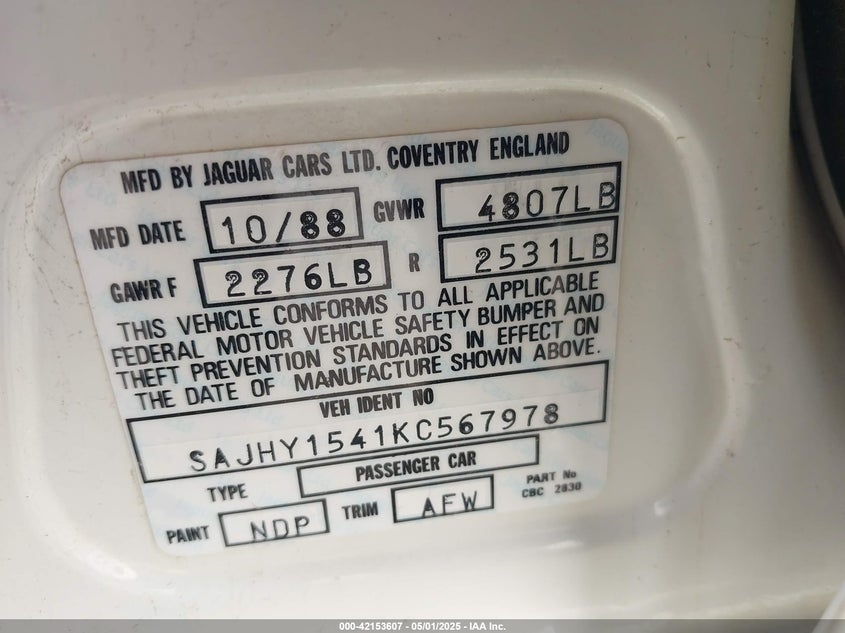 MFD BY JAGUAR CARS LTD. COVENTRY ENGLAND
MFD DATE 10/88 GVWR 4807LB
GAWR F 2276LB R 2531LB
THIS VEHICLE CONFORMS TO ALL APPLICABLE
FEDERAL MOTOR VEHICLE SAFETY BUMPER AND
THEFT PREVENTION STANDARDS IN EFFECT ON
THE DATE OF MANUFACTURE SHOWN ABOVE.
VEH IDENT NO
SAJHY1541KC567978
TYPE PASSENGER CAR
PAINT NDP TRIM AFW PART No
CBC 2830
000-42153607 - 05/01/2025 - IAA Inc.